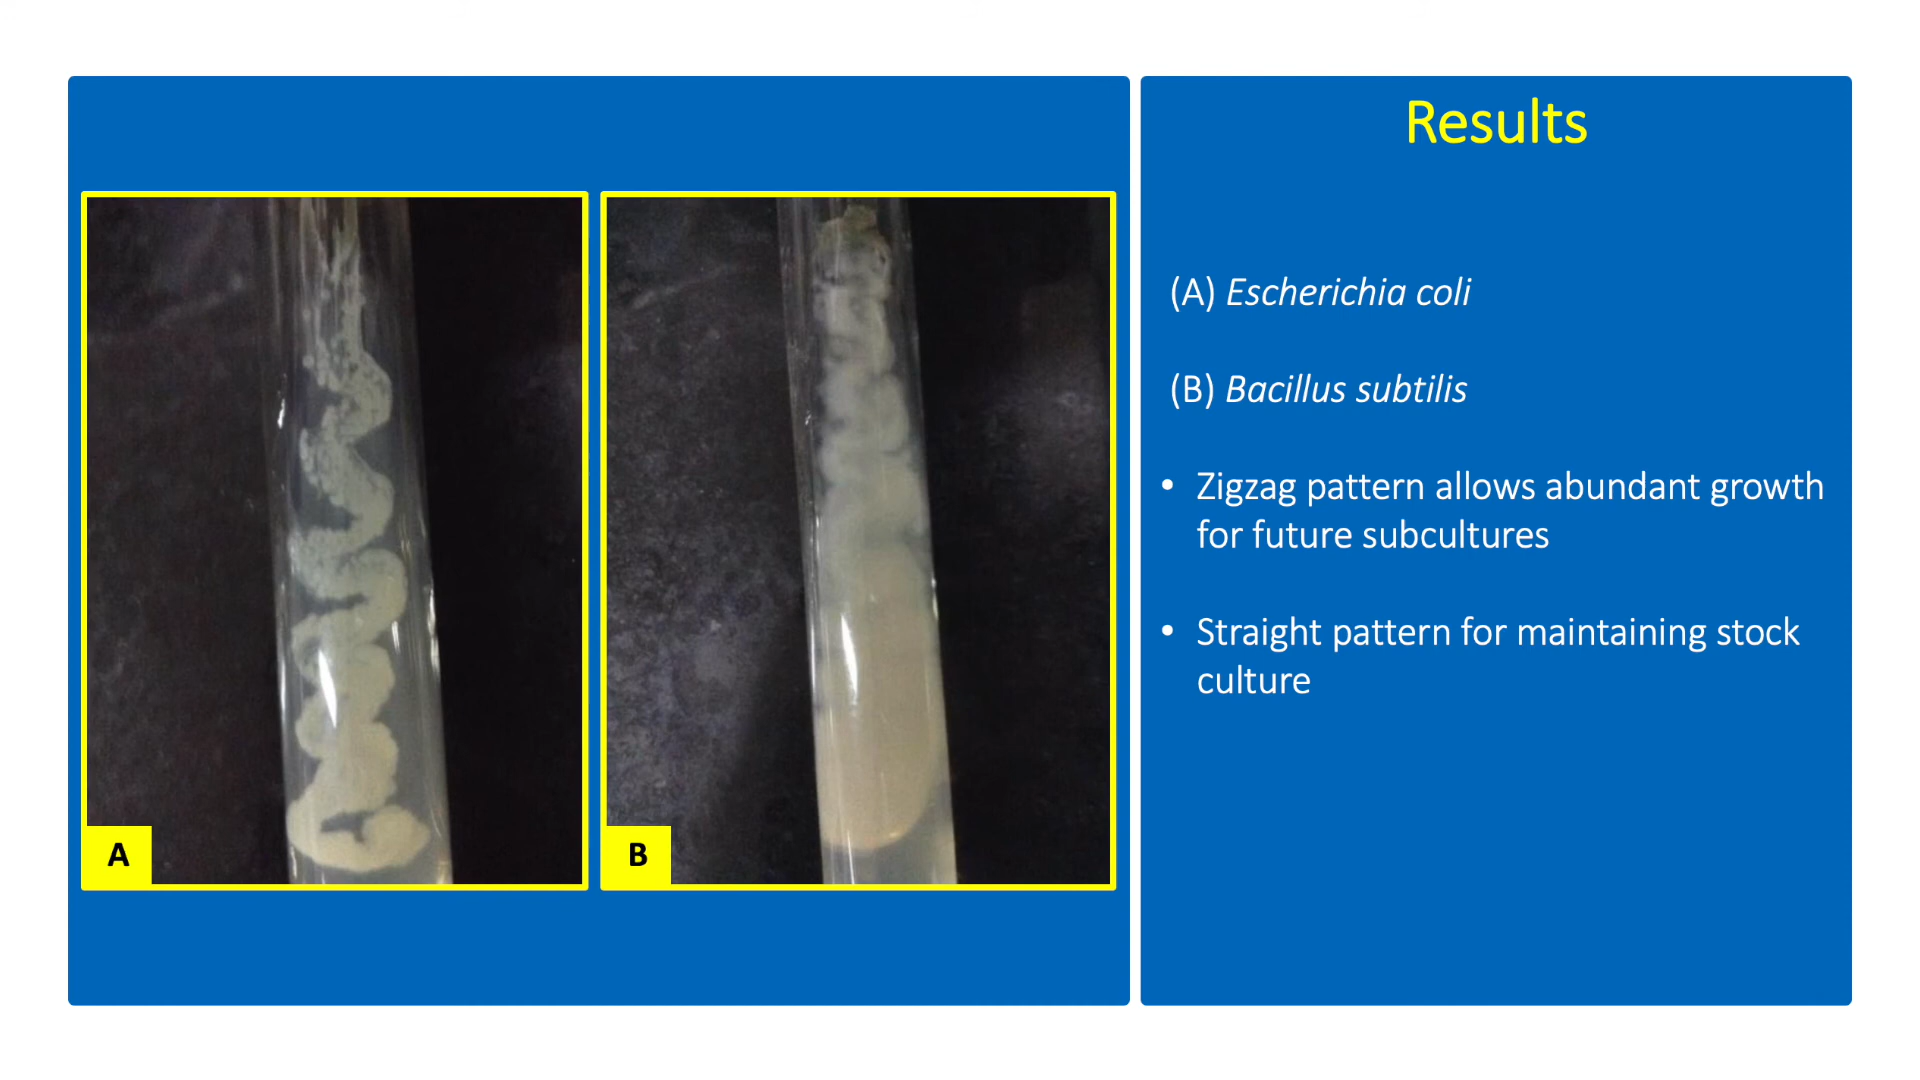 Results
(A) Escherichia coli
(B) Bacillus subtilis
• Zigzag pattern allows abundant growth
for future subcultures
• Straight pattern for maintaining stock
culture
A
B